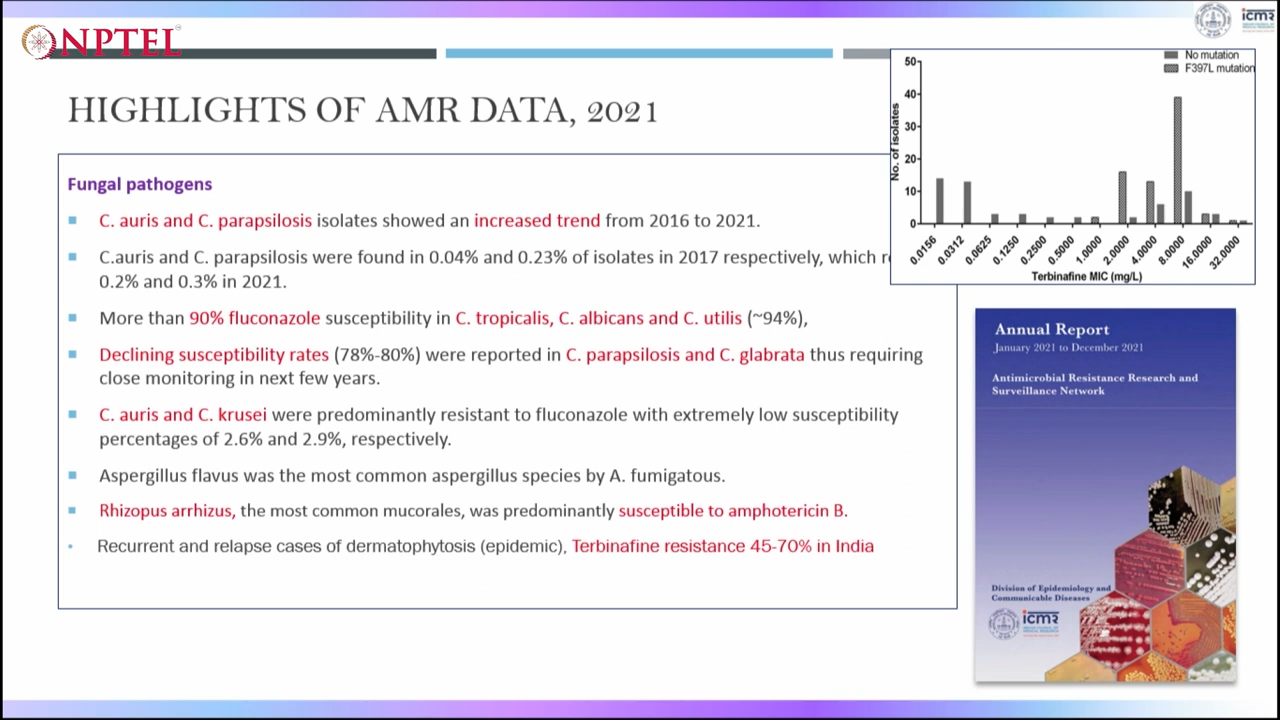 NPTEL
icmr
HIGHLIGHTS OF AMR DATA, 2021
Fungal pathogens
C. auris and C. parapsilosis isolates showed an increased trend from 2016 to 2021.
C.auris and C. parapsilosis were found in 0.04% and 0.23% of isolates in 2017 respectively, which
0.2% and 0.3% in 2021.
More than 90% fluconazole susceptibility in C. tropicalis, C. albicans and C. utilis (~94%),
Declining susceptibility rates (78%-80%) were reported in C. parapsilosis and C. glabrata thus requiring
close monitoring in next few years.
C. auris and C. krusei were predominantly resistant to fluconazole with extremely low susceptibility
percentages of 2.6% and 2.9%, respectively.
Aspergillus flavus was the most common aspergillus species by A. fumigatous.
Rhizopus arrhizus, the most common mucorales, was predominantly susceptible to amphotericin B.
Recurrent and relapse cases of dermatophytosis (epidemic), Terbinafine resistance 45-70% in India
No mutation
F397L mutation
No. of isolates
50
40
30
20
10
0
0.0156 0.0312 0.0625 0.1250 0.2500 0.5000 1.0000 2.0000 4.0000 8.0000 16.0000 32.0000
Terbinafine MIC (mg/L)
Annual Report
January 2021 to December 2021
Antimicrobial Resistance Research and
Surveillance Network
Division of Epidemiology and
Communicable Diseases
icmr